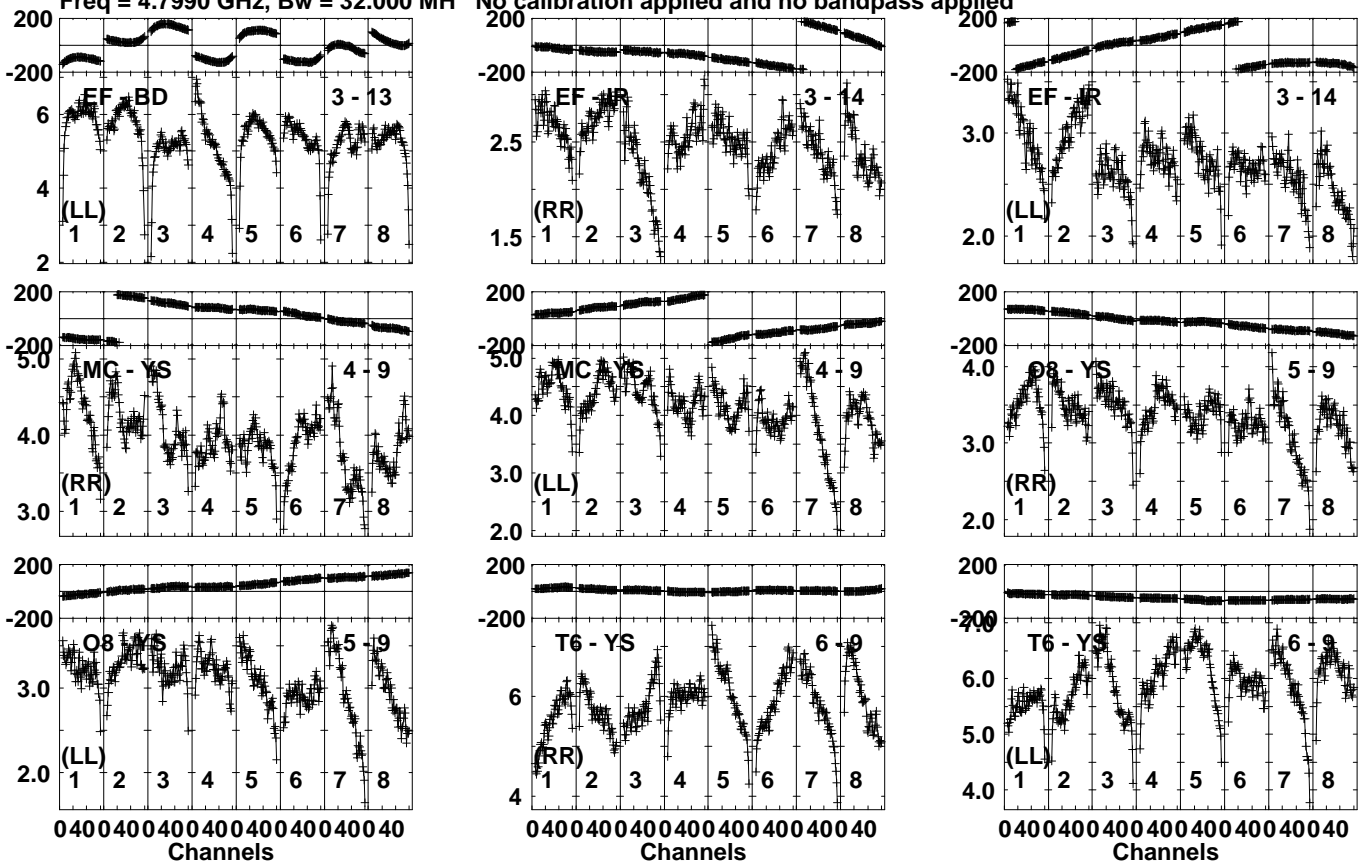 Freq = 4.7990 GHz, Bw = 32.000 MH No calibration applied and no bandpass applied
200 200 200
-200 -200 -200
EF - BD 3 - 13 EF - IR 3 - 14 EF - IR 3 - 14
6 2.5 3.0
4
(LL) (RR) (LL)
1 2 3 4 5 6 7 8 1 2 3 4 5 6 7 8 1 2 3 4 5 6 7 8
2 1.5 2.0
200 200 200
-200 -200 -200
5.0 5.0 4.0
MC - YS 4 - 9 MC - YS 4 - 9 O8 - YS 5 - 9
4.0 4.0 3.0
(RR) 3.0 (LL) (RR)
1 2 3 4 5 6 7 8 1 2 3 4 5 6 7 8 1 2 3 4 5 6 7 8
3.0 2.0 2.0
200 200 200
-200 -200 -200
7.0
O8 - YS 5 - 9 T6 - YS 6 - 9 T6 - YS 6 - 9
3.0 6 6.0
5.0
(LL) (RR) (LL)
2.0 1 2 3 4 5 6 7 8 1 2 3 4 5 6 7 8 1 2 3 4 5 6 7 8
4 4.0
0 40 0 40 0 40 0 40 0 40 0 40 0 40 0 40 0 40 0 40 0 40 0 40 0 40 0 40 0 40 0 40 0 40 0 40 0 40 0 40 0 40 0 40 0 40 0 40
Channels Channels Channels